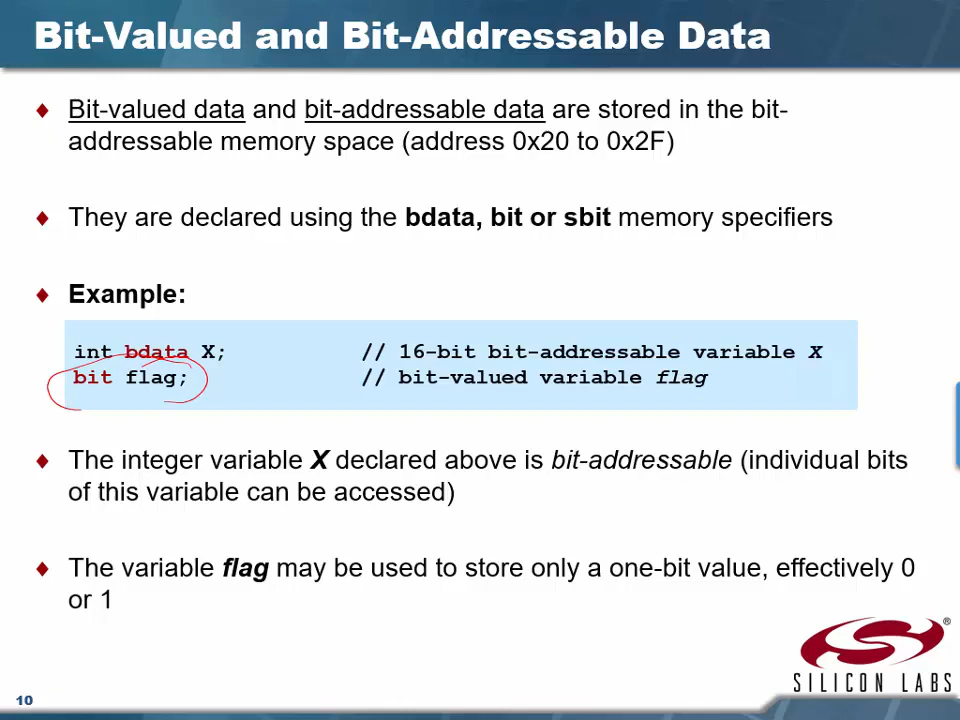 Bit-Valued and Bit-Addressable Data
♦ Bit-valued data and bit-addressable data are stored in the bit-
addressable memory space (address 0x20 to 0x2F)
♦ They are declared using the bdata, bit or sbit memory specifiers
♦ Example:
int bdata X; // 16-bit bit-addressable variable X
bit flag; // bit-valued variable flag
♦ The integer variable X declared above is bit-addressable (individual bits
of this variable can be accessed)
♦ The variable flag may be used to store only a one-bit value, effectively 0
or 1
®
SILICON LABS
10